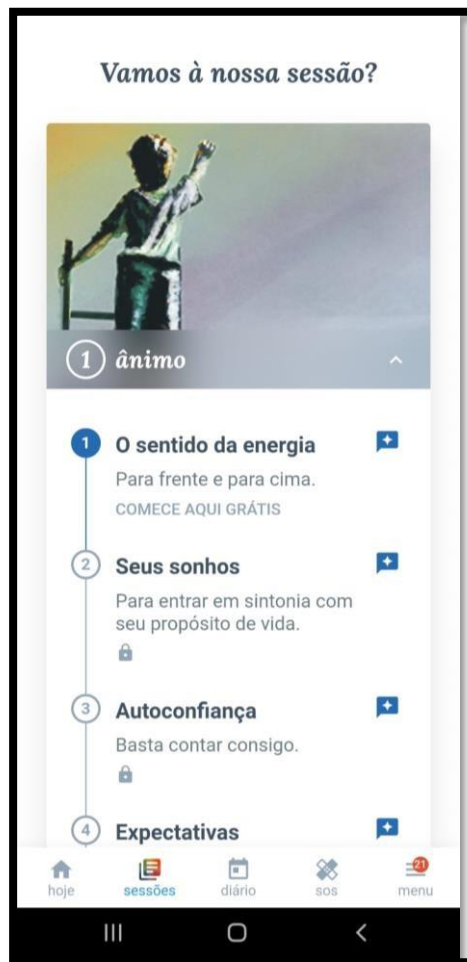 Vamos à nossa sessão?
1 ânimo
1 O sentido da energia
Para frente e para cima.
COMECE AQUI GRÁTIS
2 Seus sonhos
Para entrar em sintonia com
seu propósito de vida.
3 Autoconfiança
Basta contar consigo.
4 Expectativas
21
hoje sessões diário sos menu